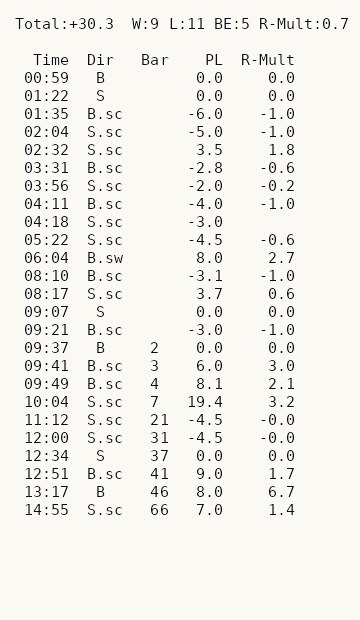 Total:+30.3 W:9 L:11 BE:5 R-Mult:0.7
Time Dir Bar PL R-Mult
00:59 B 0.0 0.0
01:22 S 0.0 0.0
01:35 B.sc -6.0 -1.0
02:04 S.sc -5.0 -1.0
02:32 S.sc 3.5 1.8
03:31 B.sc -2.8 -0.6
03:56 S.sc -2.0 -0.2
04:11 B.sc -4.0 -1.0
04:18 S.sc -3.0
05:22 S.sc -4.5 -0.6
06:04 B.sw 8.0 2.7
08:10 B.sc -3.1 -1.0
08:17 S.sc 3.7 0.6
09:07 S 0.0 0.0
09:21 B.sc -3.0 -1.0
09:37 B 2 0.0 0.0
09:41 B.sc 3 6.0 3.0
09:49 B.sc 4 8.1 2.1
10:04 S.sc 7 19.4 3.2
11:12 S.sc 21 -4.5 -0.0
12:00 S.sc 31 -4.5 -0.0
12:34 S 37 0.0 0.0
12:51 B.sc 41 9.0 1.7
13:17 B 46 8.0 6.7
14:55 S.sc 66 7.0 1.4